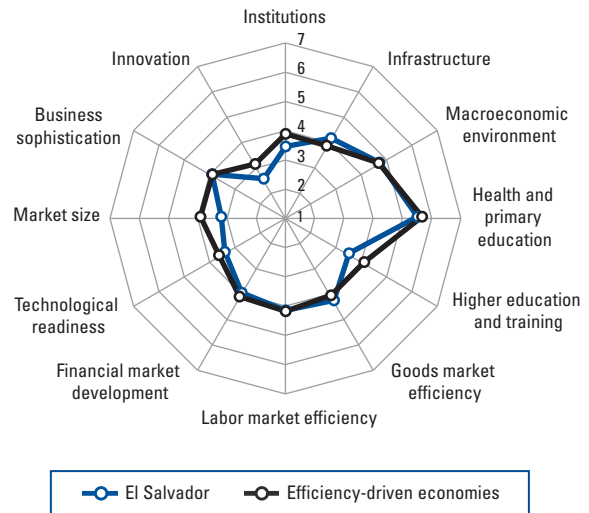 Institutions
7
6
5
4
3
2
1
Infrastructure
Macroeconomic
environment
Health and
primary
education
Higher education
and training
Goods market
efficiency
Labor market efficiency
Financial market
development
Technological
readiness
Market size
Business
sophistication
Innovation
El Salvador
Efficiency-driven economies